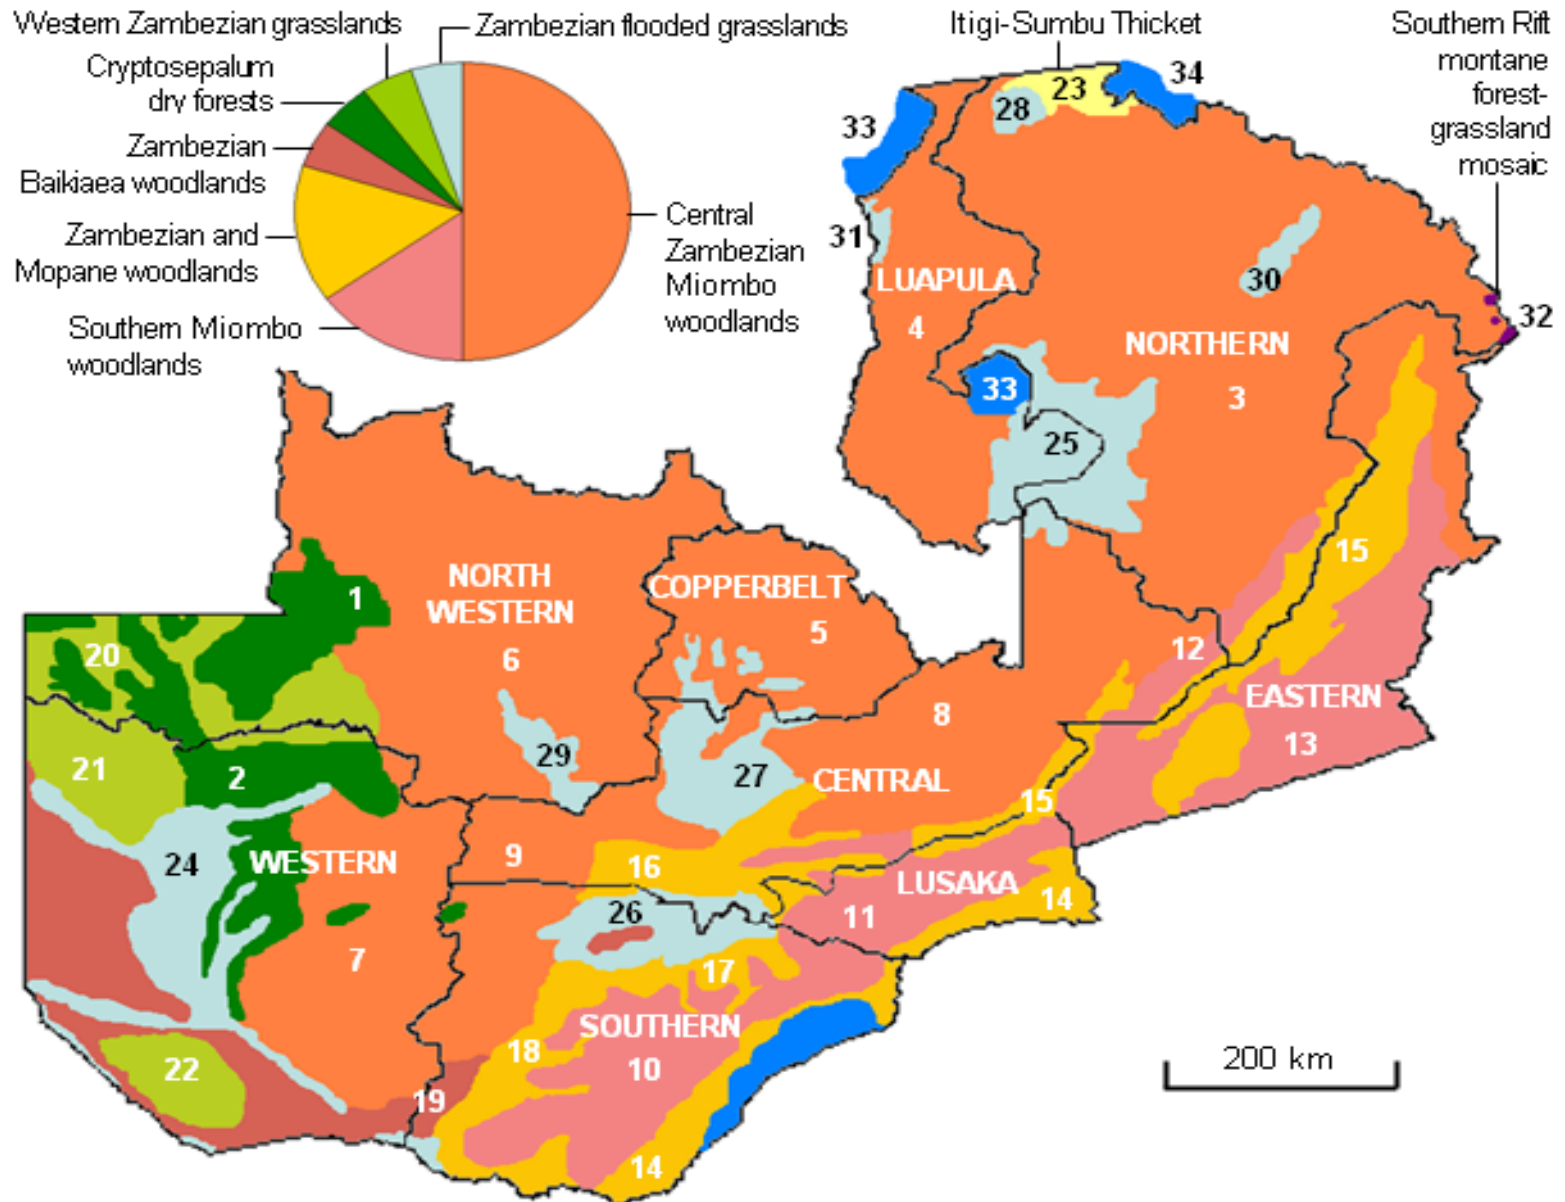 Western Zambezian grasslands
Zambezian flooded grasslands
Cryptosepalum
dry forests
Zambezian
Baikiaea woodlands
Zambezian and
Mopane woodlands
Southern Miombo
woodlands
Central
Zambezian
Miombo
woodlands
Itigi-Sumbu Thicket
Southern Rift
montane
forest-
grassland
mosaic
23
34
28
33
31
30
LUAPULA
4
32
NORTHERN
3
33
25
15
1
NORTH
WESTERN
6
COPPERBELT
5
20
12
EASTERN
13
8
21
2
29
27
CENTRAL
15
24
WESTERN
9
16
LUSAKA
14
11
26
7
17
SOUTHERN
18
10
22
19
14
200 km